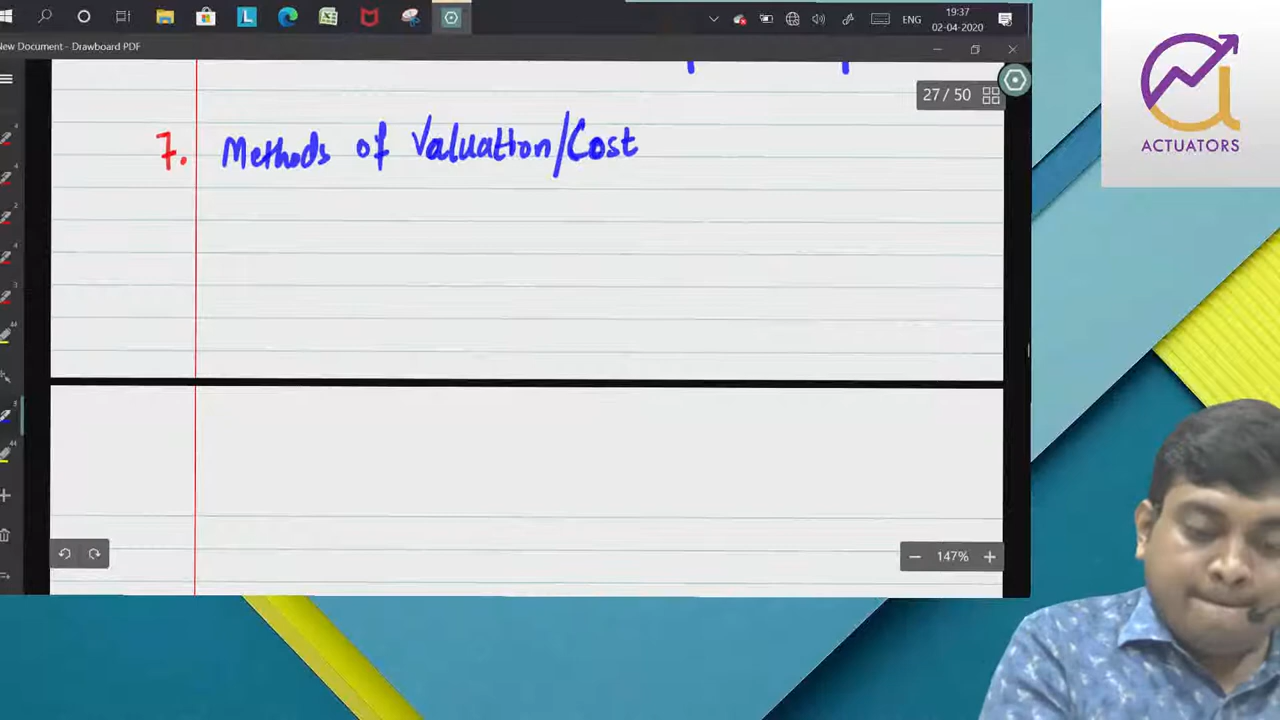 ENG
19:37
02-04-2020
New Document - Drawboard PDF
27 / 50
7. Methods of Valuation/Cost
147%
ACTUATORS